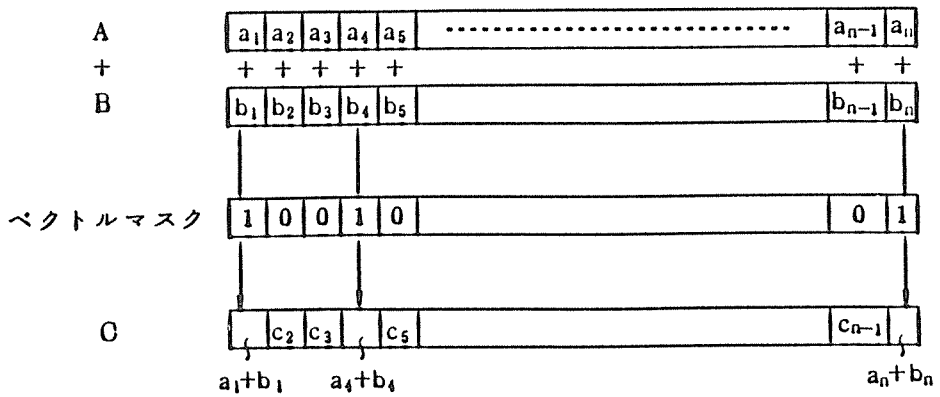 A a₁ a₂ a₃ a₄ a₅ ------------------------------ aₙ₋₁ aₙ
+ + + + + + + +
B b₁ b₂ b₃ b₄ b₅ bₙ₋₁ bₙ
ベクトルマスク 1 0 0 1 0 0 1
C c₂ c₃ c₅ cₙ₋₁
a₁+b₁ a₄+b₄ aₙ+bₙ